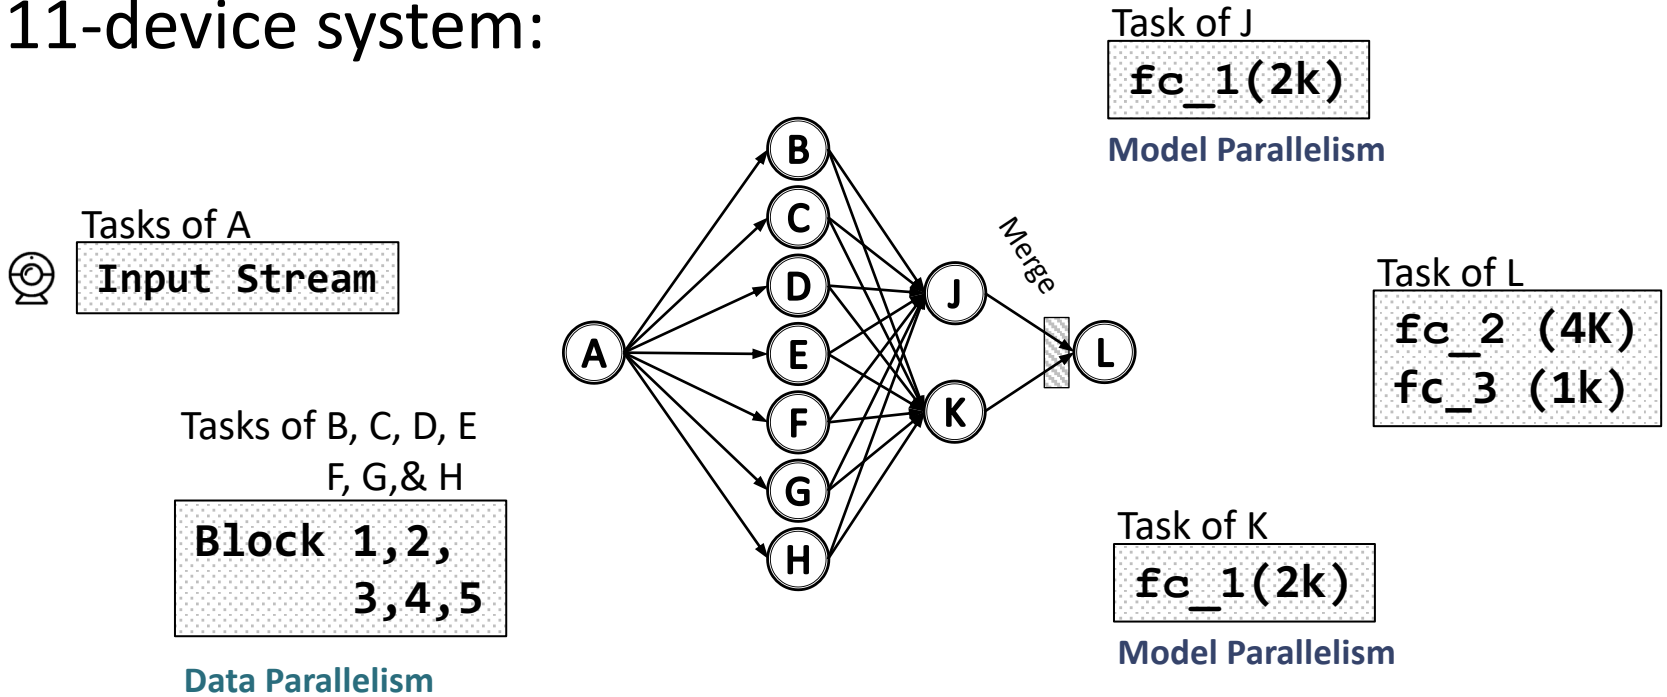 11-device system:
Task of J
fc_1(2k)
Model Parallelism
Tasks of A
Input Stream
Tasks of B, C, D, E
F, G,& H
Block 1,2,
3,4,5
Data Parallelism
A
B
C
D
E
F
G
H
J
K
Merge
L
Task of L
fc_2 (4K)
fc_3 (1k)
Task of K
fc_1(2k)
Model Parallelism